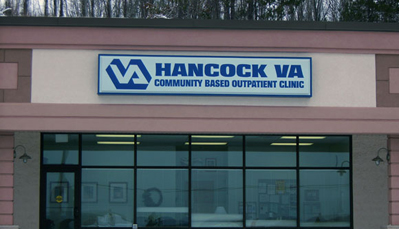 VA
HANCOCK VA
COMMUNITY BASED OUTPATIENT CLINIC